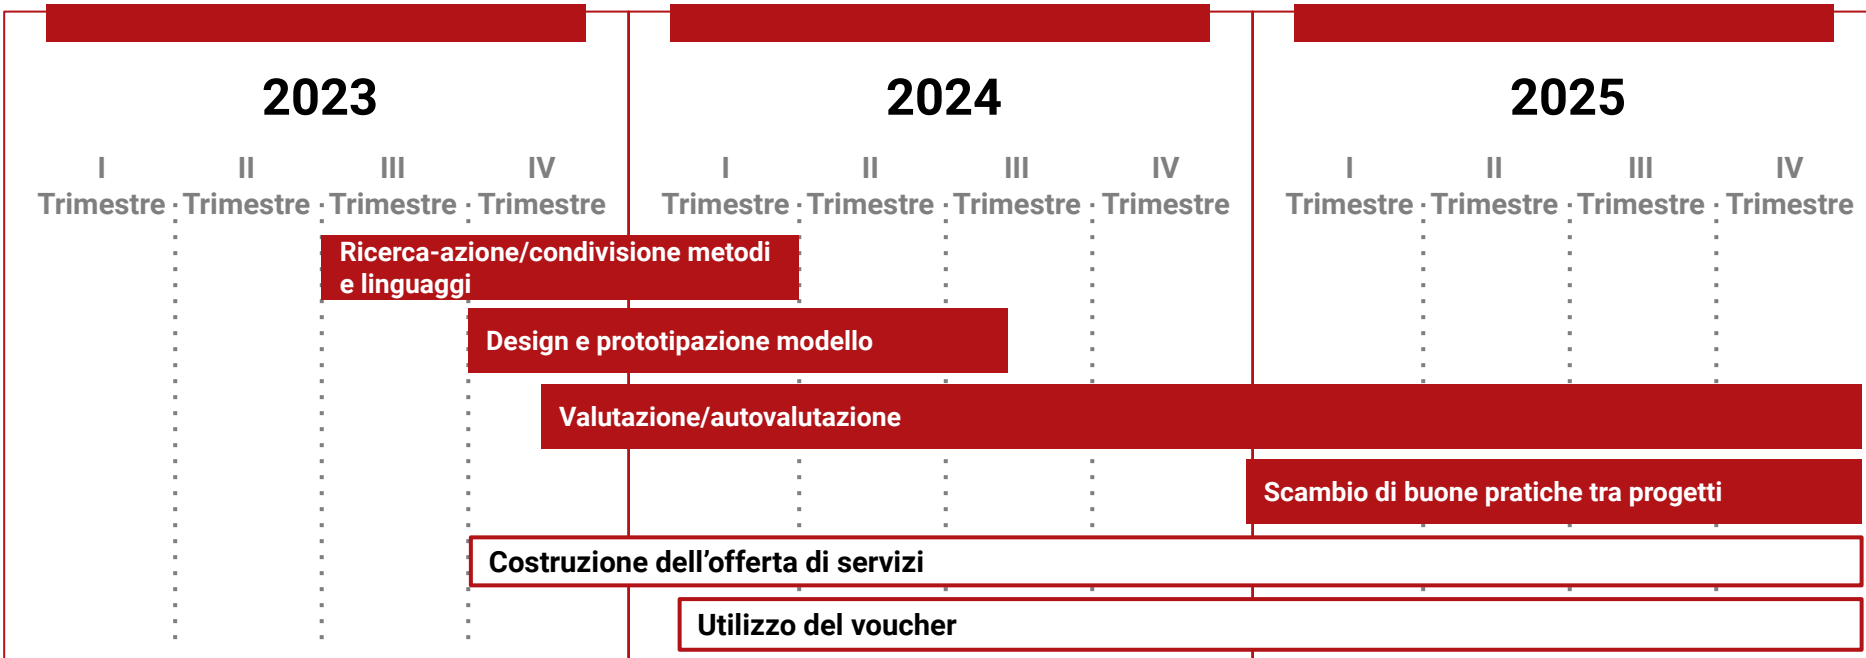 2023
2024
2025
I II III IV I II III IV I II III IV
Trimestre Trimestre Trimestre Trimestre Trimestre Trimestre Trimestre Trimestre Trimestre Trimestre Trimestre Trimestre
Ricerca-azione/condivisione metodi
e linguaggi
Design e prototipazione modello
Valutazione/autovalutazione
Scambio di buone pratiche tra progetti
Costruzione dell’offerta di servizi
Utilizzo del voucher